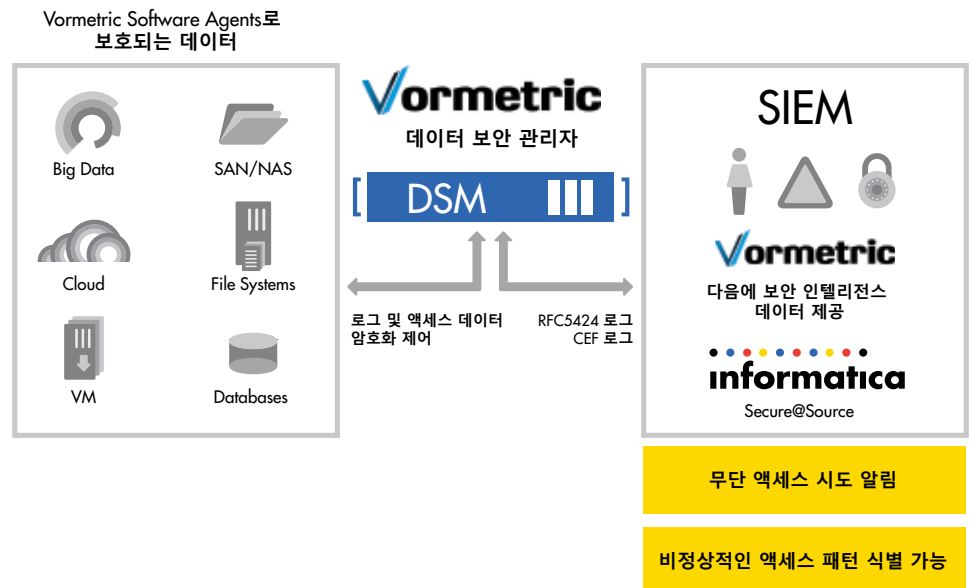 Vormetric Software Agents로
보호되는 데이터
Big Data
SAN/NAS
Cloud
File Systems
VM
Databases
Vormetric
데이터 보안 관리자
[ DSM ]
로그 및 액세스 데이터
암호화 제어
RFC5424 로그
CEF 로그
SIEM
Vormetric
다음에 보안 인텔리전스
데이터 제공
informatica
Secure@Source
무단 액세스 시도 알림
비정상적인 액세스 패턴 식별 가능